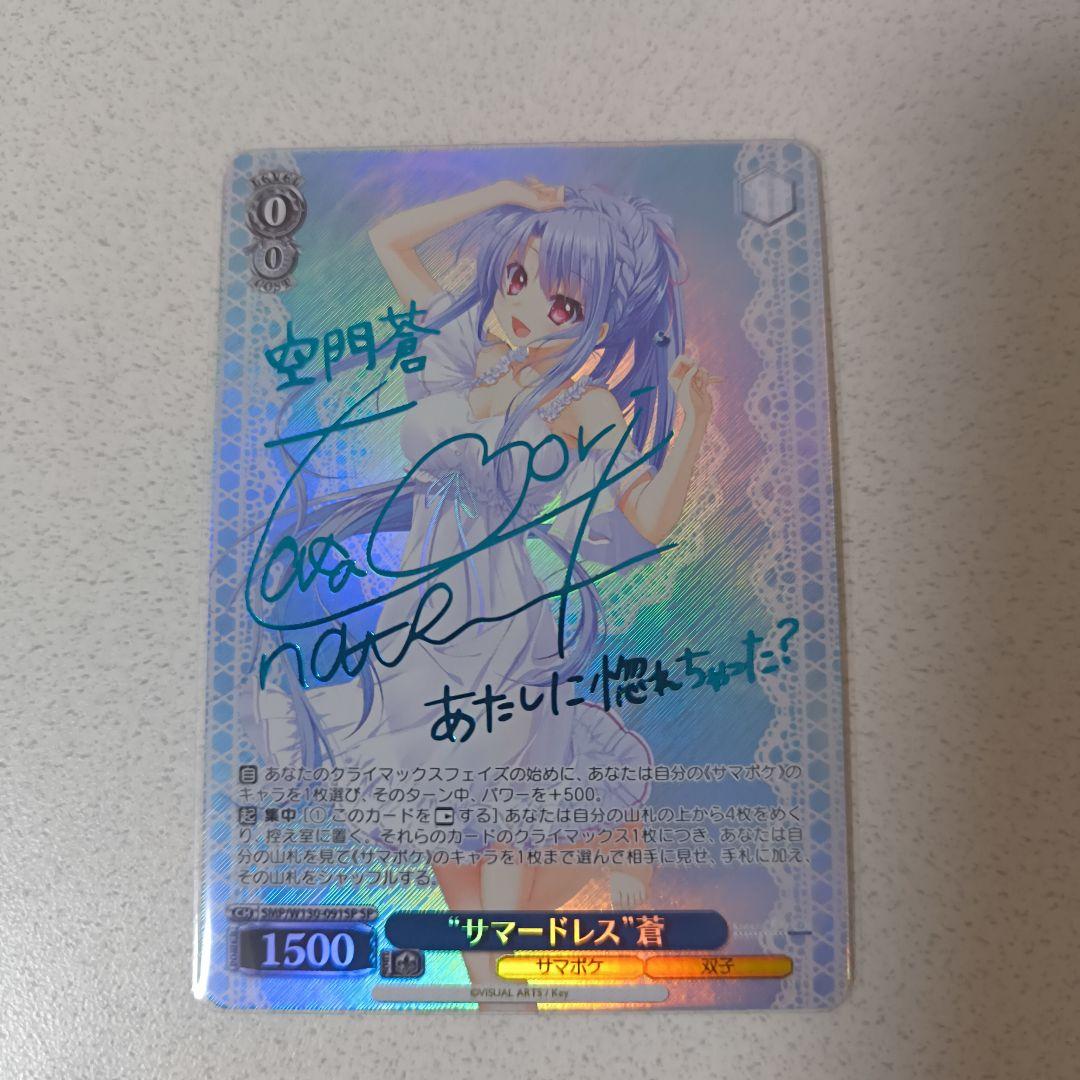 LEVEL
0
0
COST
空門蒼
あたしに惚れちゃった?
自 あなたのクライマックスフェイズの始めに、あなたは自分の《サマポケ》の
キャラを1枚選び、そのターン中、パワーを+500。
起 集中 [① このカードを する] あなたは自分の山札の上から4枚をめく
り、控え室に置く。それらのカードのクライマックス1枚につき、あなたは自
分の山札を見て《サマポケ》のキャラを1枚まで選んで相手に見せ、手札に加え、
その山札をシャッフルする。
SMP/W130-091SP SP
1500
“サマードレス”蒼
サマポケ 双子
©VISUAL ARTS / Key